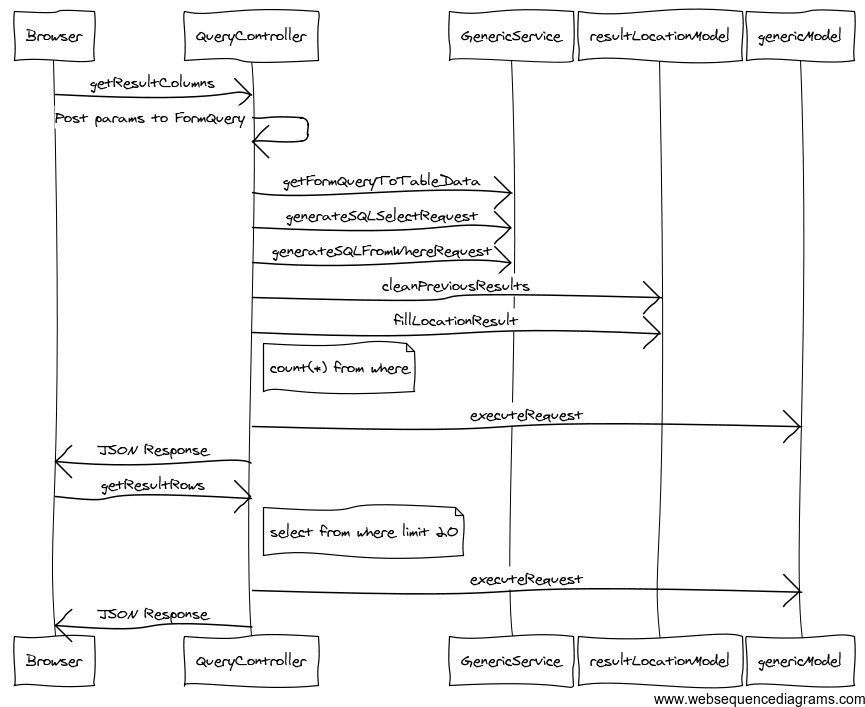 Browser
QueryController
GenericService
resultLocationModel
genericModel
getResultColumns
Post params to FormQuery
getFormQueryToTableData
generateSQLSelectRequest
generateSQLFromWhereRequest
cleanPreviousResults
fillLocationResult
count(*) from where
executeRequest
JSON Response
getResultRows
select from where limit 20
executeRequest
JSON Response
Browser
QueryController
GenericService
resultLocationModel
genericModel
www.websequencediagrams.com